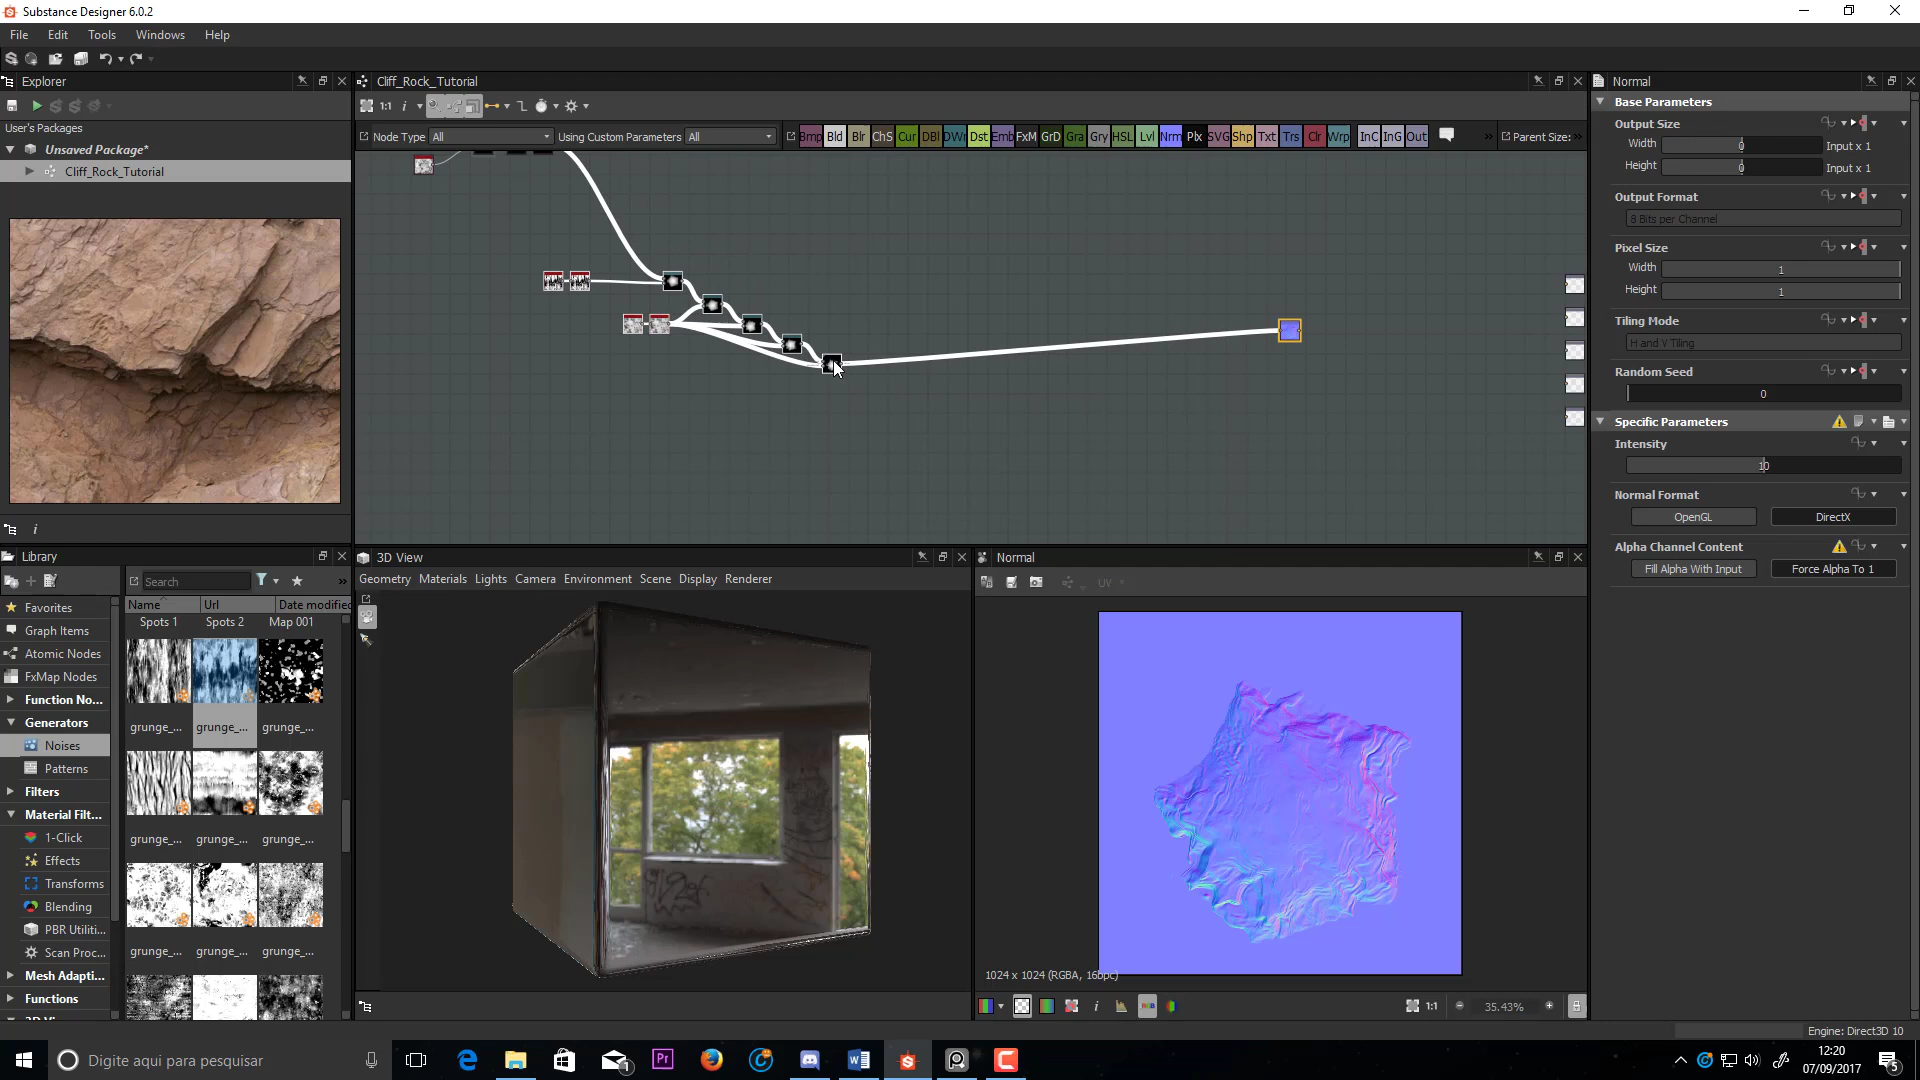 Substance Designer 6.0.2
File Edit Tools Windows Help
Explorer
User's Packages
Unsaved Package*
Cliff_Rock_Tutorial
Library
Search
Name Url Date modified
Favorites
Graph Items
Atomic Nodes
FxMap Nodes
Function No...
Generators
Noises
Patterns
Filters
Material Filt...
1-Click
Effects
Transforms
Blending
PBR Utiliti...
Scan Proc...
Mesh Adapti...
Functions
Spots 1 Spots 2 Map 001
grunge_... grunge_... grunge_...
grunge_... grunge_... grunge_...
grunge_... grunge_... grunge_...
Cliff_Rock_Tutorial
1:1 i
Node Type All Using Custom Parameters All
Bmp Bld Blr ChS Cur DBl DWr Dst Emb FxM GrD Gra Gry HSL Lvl Nrm Plx SVG Shp Txt Trs Clr Wrp InC InG Out
Parent Size:
3D View
Geometry Materials Lights Camera Environment Scene Display Renderer
Normal
UV
1024 x 1024 (RGBA, 16bpc)
1:1 35.43%
Normal
Base Parameters
Output Size
Width 0 Input x 1
Height 0 Input x 1
Output Format
8 Bits per Channel
Pixel Size
Width 1
Height 1
Tiling Mode
H and V Tiling
Random Seed
0
Specific Parameters
Intensity
10
Normal Format
OpenGL DirectX
Alpha Channel Content
Fill Alpha With Input Force Alpha To 1
Engine: Direct3D 10
Digite aqui para pesquisar
12:20
07/09/2017